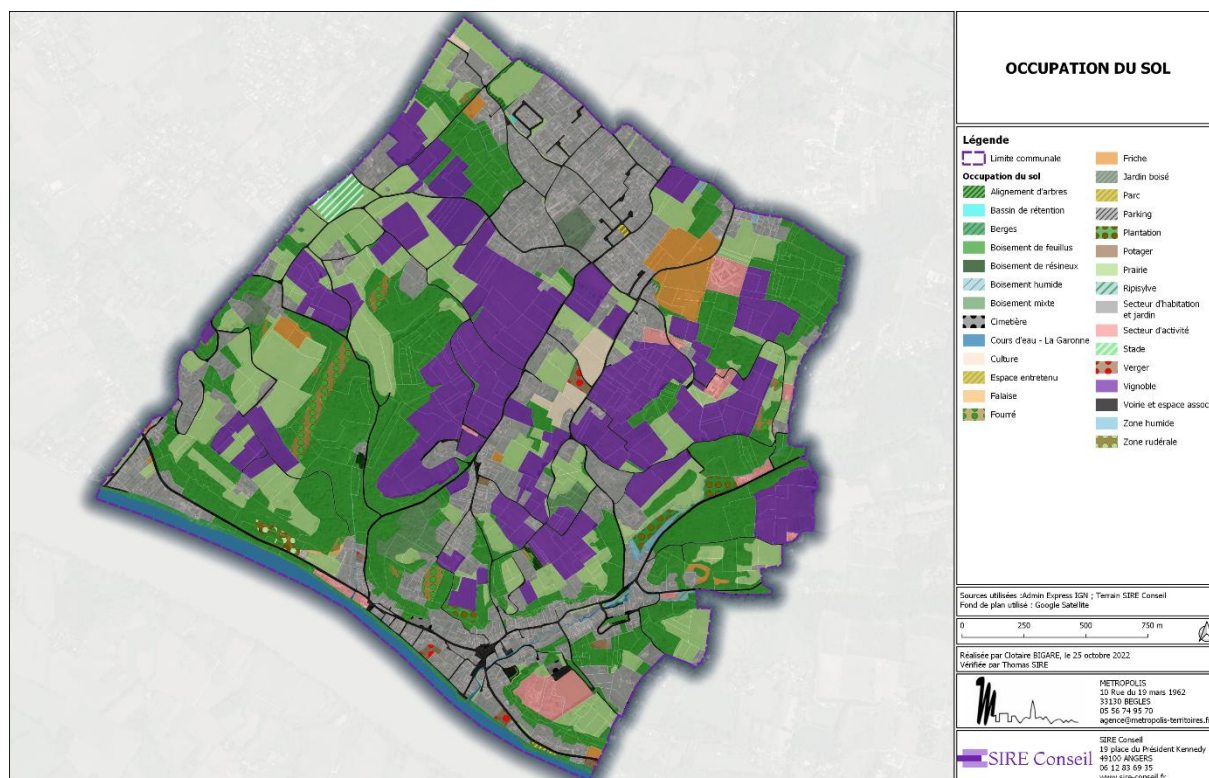 OCCUPATION DU SOL
Légende
Limite communale
Occupation du sol
Alignement d'arbres
Bassin de rétention
Berges
Boisement de feuillus
Boisement de résineux
Boisement humide
Boisement mixte
Cimetière
Cours d'eau - La Garonne
Culture
Espace entretenu
Falaise
Fourré
Friche
Jardin boisé
Parc
Parking
Plantation
Potager
Prairie
Ripisylve
Secteur d'habitation
et jardin
Secteur d'activité
Stade
Verger
Vignoble
Voirie et espace assoc
Zone humide
Zone rudérale
Sources utilisées :Admin Express IGN ; Terrain SIRE Conseil
Fond de plan utilisé : Google Satellite
0 250 500 750 m
Réalisée par Clotaire BIGARE, le 25 octobre 2022
Vérifiée par Thomas SIRE
METROPOLIS
10 Rue du 19 mars 1962
33130 BEGLES
05 56 74 95 70
agence@metropolis-territoires.f
SIRE Conseil
SIRE Conseil
19 place du Président Kennedy
49100 ANGERS
06 12 83 69 35
www.sire-conseil.fr